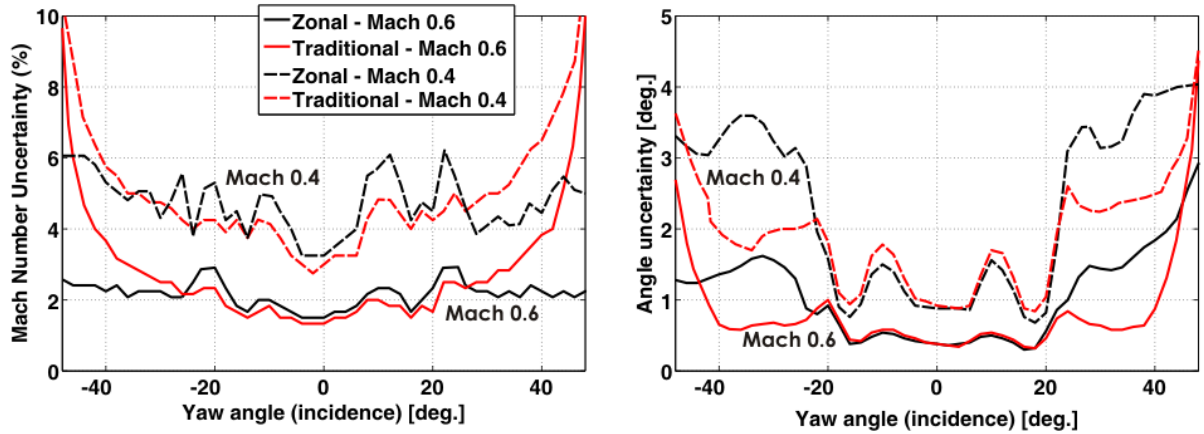 Mach Number Uncertainty (%)
10
8
6
4
2
0
-40
-20
0
20
40
Yaw angle (incidence) [deg.]
Zonal - Mach 0.6
Traditional - Mach 0.6
Zonal - Mach 0.4
Traditional - Mach 0.4
Mach 0.4
Mach 0.6
Angle uncertainty [deg.]
5
4
3
2
1
0
-40
-20
0
20
40
Yaw angle (incidence) [deg.]
Mach 0.4
Mach 0.6